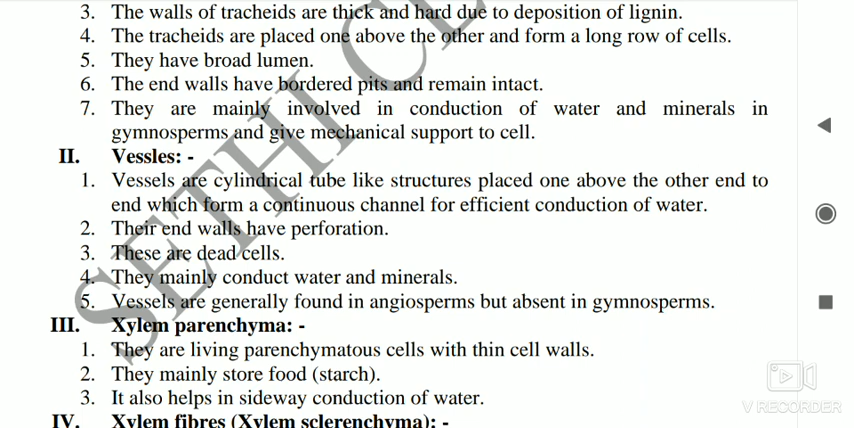 3. The walls of tracheids are thick and hard due to deposition of lignin.
4. The tracheids are placed one above the other and form a long row of cells.
5. They have broad lumen.
6. The end walls have bordered pits and remain intact.
7. They are mainly involved in conduction of water and minerals in
gymnosperms and give mechanical support to cell.
II. Vessles: -
1. Vessels are cylindrical tube like structures placed one above the other end to
end which form a continuous channel for efficient conduction of water.
2. Their end walls have perforation.
3. These are dead cells.
4. They mainly conduct water and minerals.
5. Vessels are generally found in angiosperms but absent in gymnosperms.
III. Xylem parenchyma: -
1. They are living parenchymatous cells with thin cell walls.
2. They mainly store food (starch).
3. It also helps in sideway conduction of water.
IV. Xylem fibres (Xylem sclerenchyma): -
SETHI CL
V RECORDER